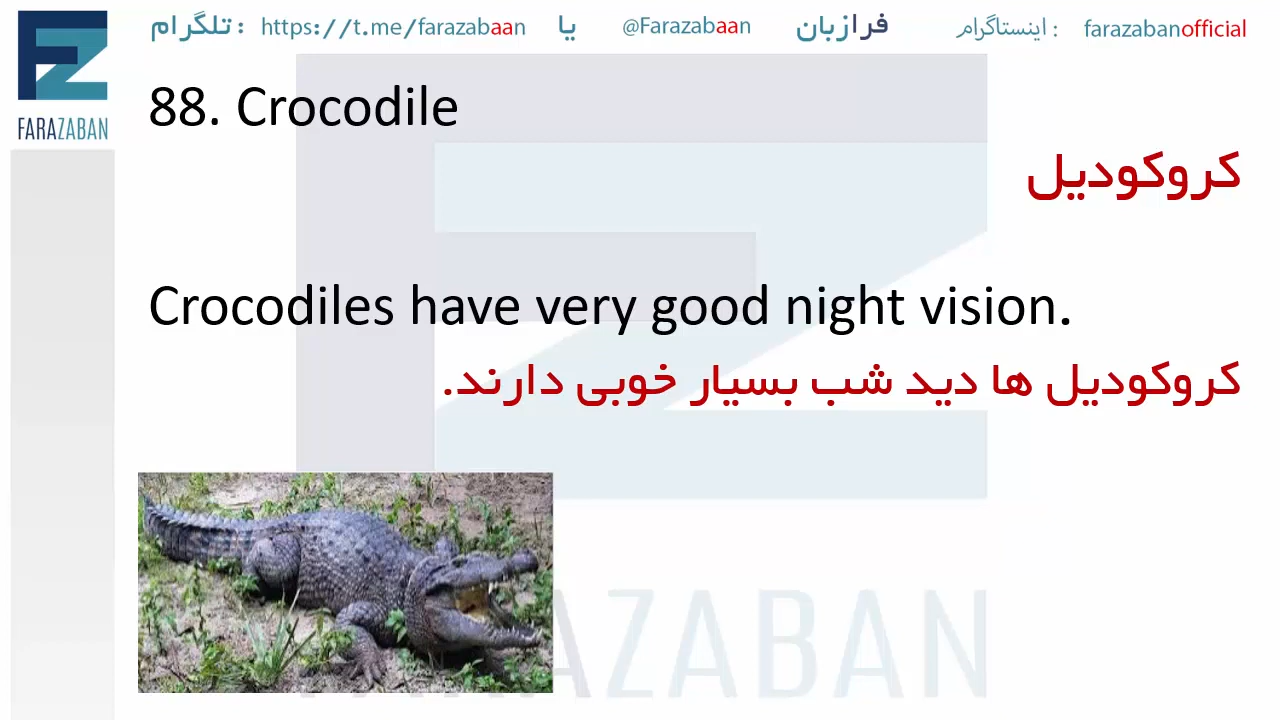 تلگرام : https://t.me/farazabaan یا @Farazabaan فرازبان اینستاگرام : farazabanofficial
FARAZABAN
88. Crocodile
کروکودیل
Crocodiles have very good night vision.
کروکودیل ها دید شب بسیار خوبی دارند.
FARAZABAN